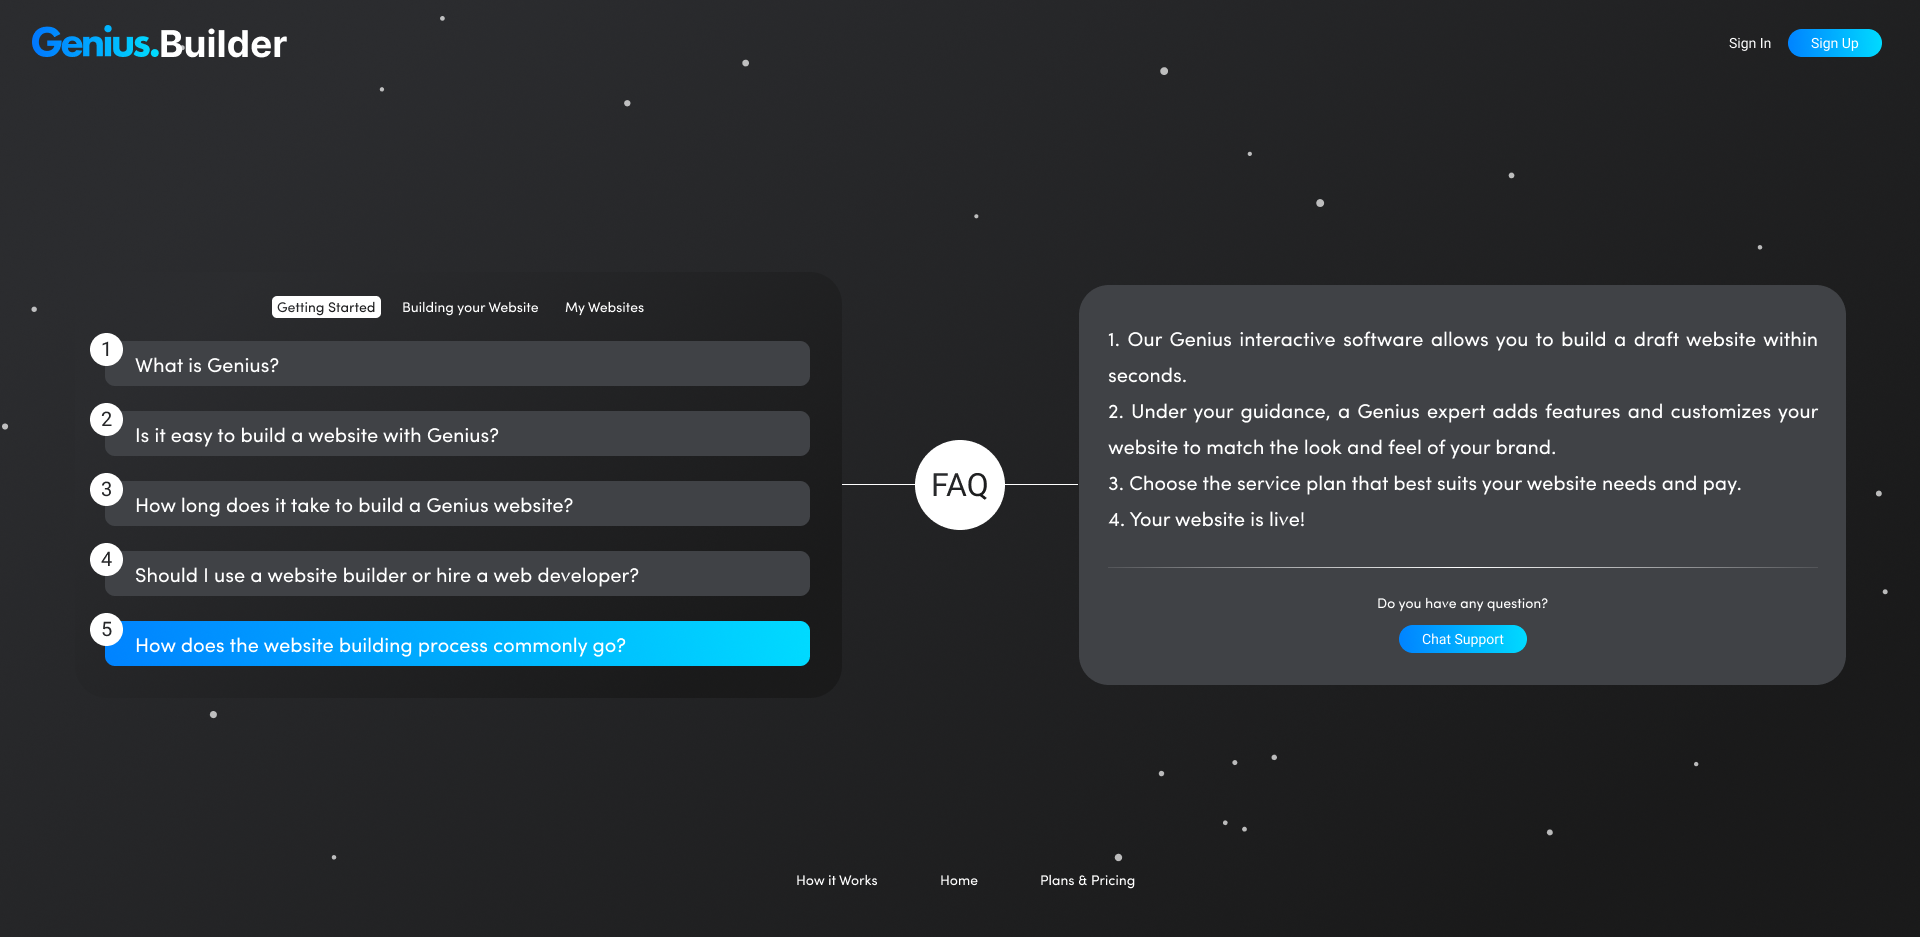 Genius.Builder
Sign In
Sign Up
Getting Started
Building your Website
My Websites
1
What is Genius?
2
Is it easy to build a website with Genius?
3
How long does it take to build a Genius website?
4
Should I use a website builder or hire a web developer?
5
How does the website building process commonly go?
FAQ
1. Our Genius interactive software allows you to build a draft website within
seconds.
2. Under your guidance, a Genius expert adds features and customizes your
website to match the look and feel of your brand.
3. Choose the service plan that best suits your website needs and pay.
4. Your website is live!
Do you have any question?
Chat Support
How it Works
Home
Plans & Pricing